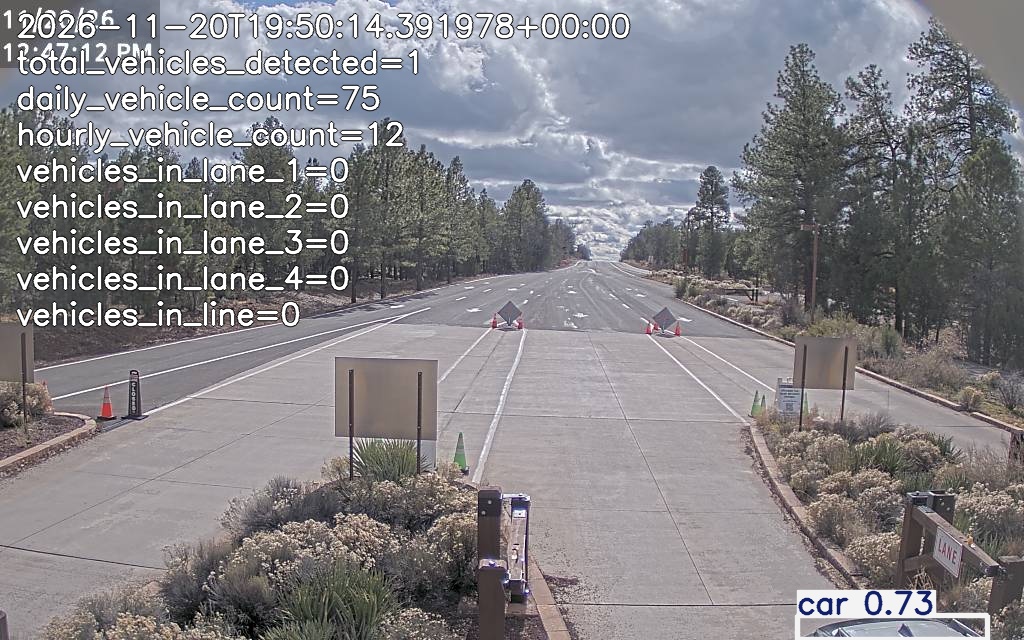 2026-11-20T19:50:14.391978+00:00
12:47:12 PM
total_vehicles_detected=1
daily_vehicle_count=75
hourly_vehicle_count=12
vehicles_in_lane_1=0
vehicles_in_lane_2=0
vehicles_in_lane_3=0
vehicles_in_lane_4=0
vehicles_in_line=0
CLOSED
LANE
car 0.73